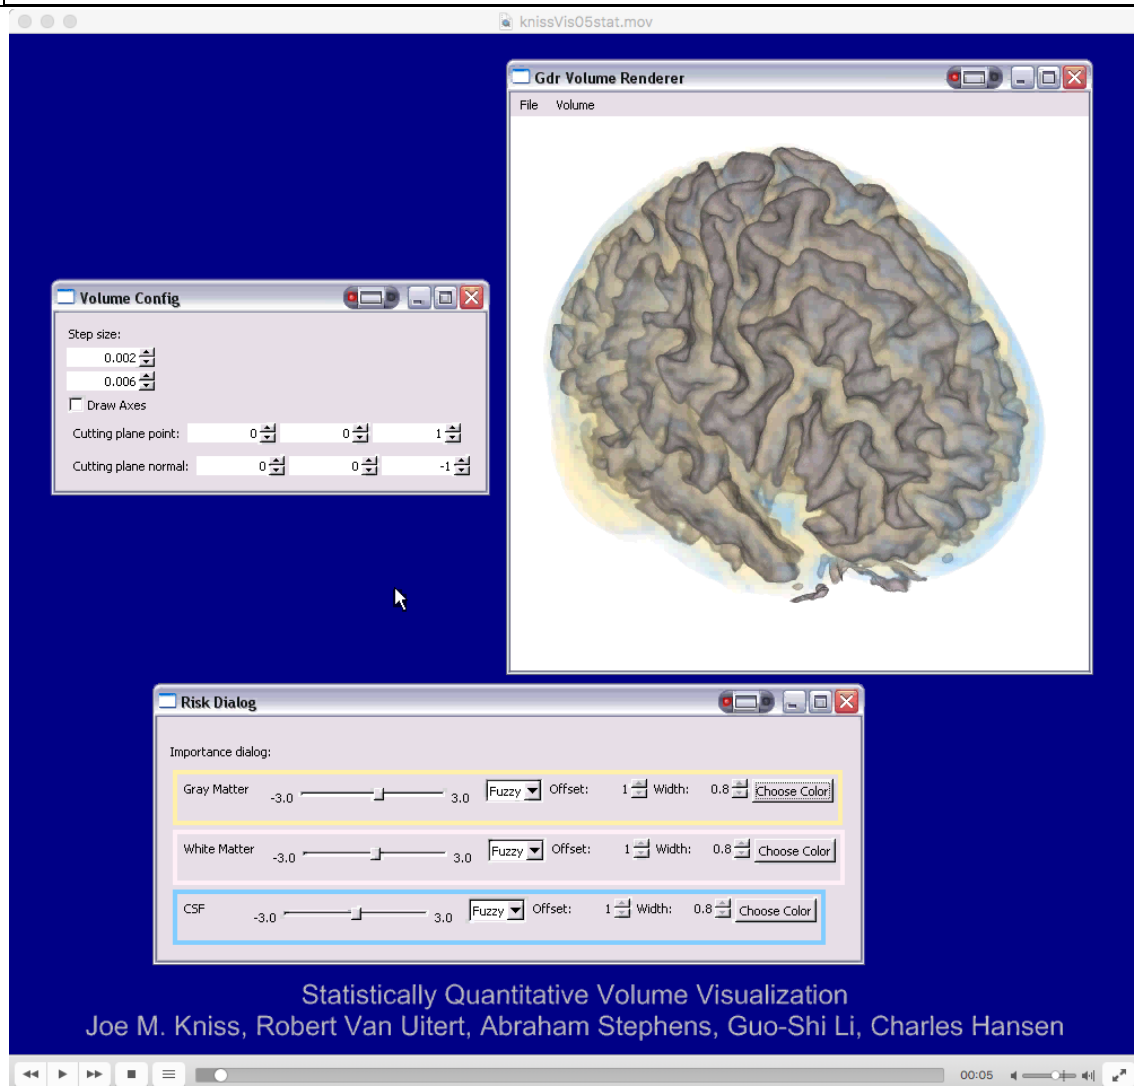 knissVis05stat.mov
Gdr Volume Renderer
File Volume
Volume Config
Step size:
0.002
0.006
Draw Axes
Cutting plane point: 0 0 1
Cutting plane normal: 0 0 -1
Risk Dialog
Importance dialog:
Gray Matter -3.0 3.0 Fuzzy Offset: 1 Width: 0.8 Choose Color
White Matter -3.0 3.0 Fuzzy Offset: 1 Width: 0.8 Choose Color
CSF -3.0 3.0 Fuzzy Offset: 1 Width: 0.8 Choose Color
Statistically Quantitative Volume Visualization
Joe M. Kniss, Robert Van Uitert, Abraham Stephens, Guo-Shi Li, Charles Hansen
00:05